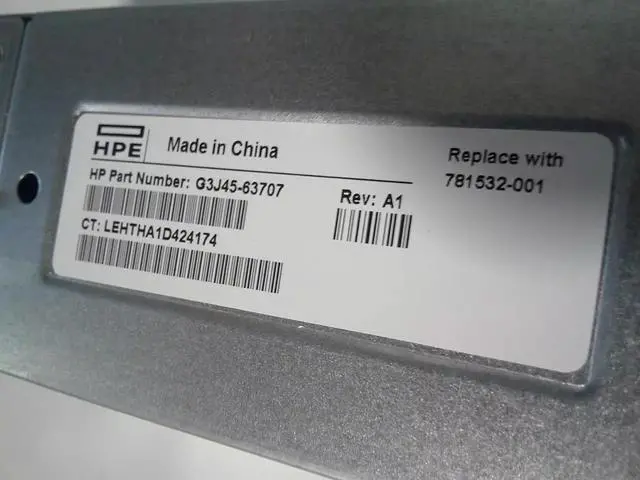 HPE Made in China
HP Part Number: G3J45-63707
Rev: A1
CT: LEHTHA1D424174
Replace with
781532-001